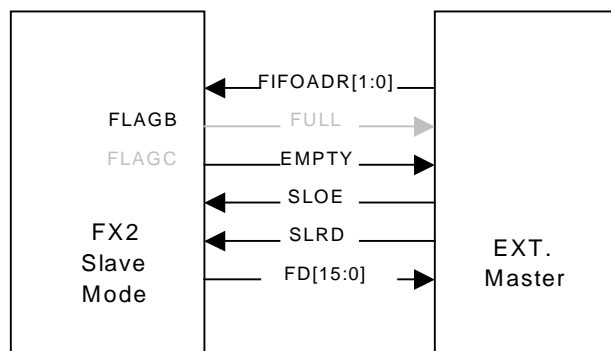 FIFOADR[1:0]
FLAGB FULL
FLAGC EMPTY
SLOE
SLRD
FD[15:0]
FX2
Slave
Mode
EXT.
Master